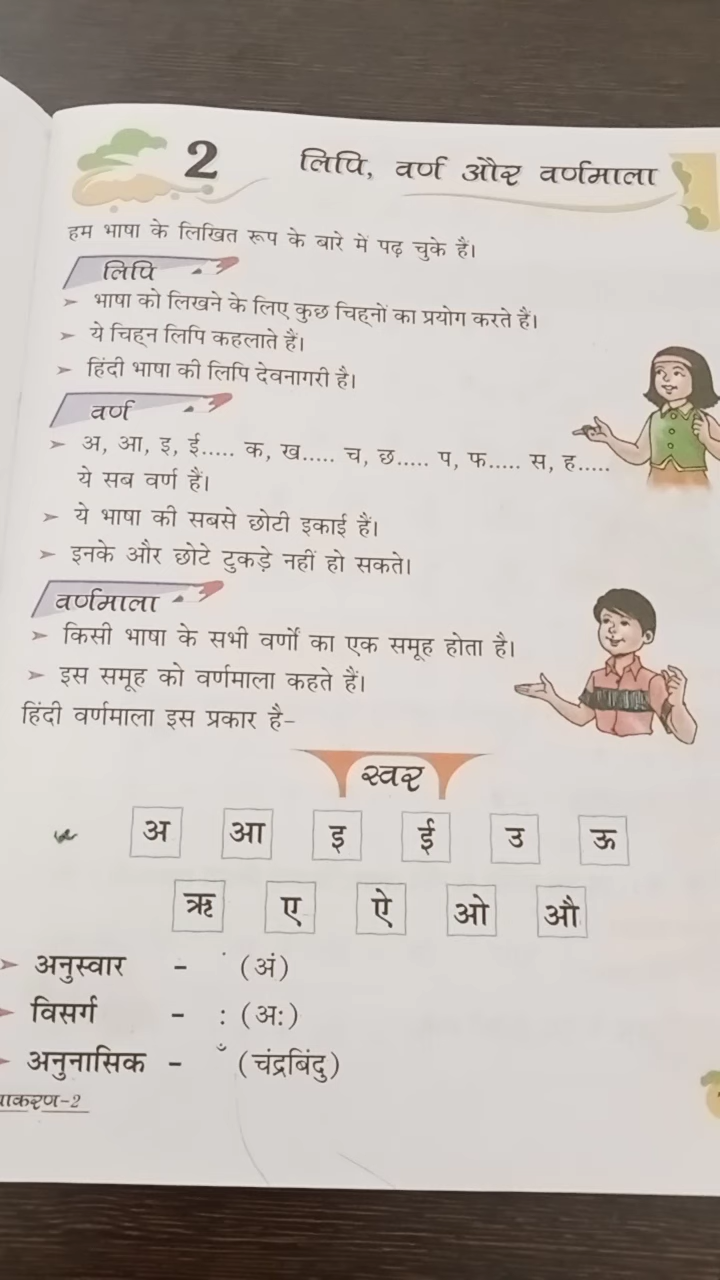 2 लिपि, वर्ण और वर्णमाला
हम भाषा के लिखित रूप के बारे में पढ़ चुके हैं।
लिपि
➤ भाषा को लिखने के लिए कुछ चिह्नों का प्रयोग करते हैं।
➤ ये चिह्न लिपि कहलाते हैं।
➤ हिंदी भाषा की लिपि देवनागरी है।
वर्ण
➤ अ, आ, इ, ई..... क, ख..... च, छ..... प, फ..... स, ह.....
ये सब वर्ण हैं।
➤ ये भाषा की सबसे छोटी इकाई हैं।
➤ इनके और छोटे टुकड़े नहीं हो सकते।
वर्णमाला
➤ किसी भाषा के सभी वर्णों का एक समूह होता है।
➤ इस समूह को वर्णमाला कहते हैं।
हिंदी वर्णमाला इस प्रकार है–
स्वर
अ आ इ ई उ ऊ
ऋ ए ऐ ओ औ
➤ अनुस्वार - ं (अं)
➤ विसर्ग - : (अ:)
➤ अनुनासिक - ँ (चंद्रबिंदु)
याकरण-2